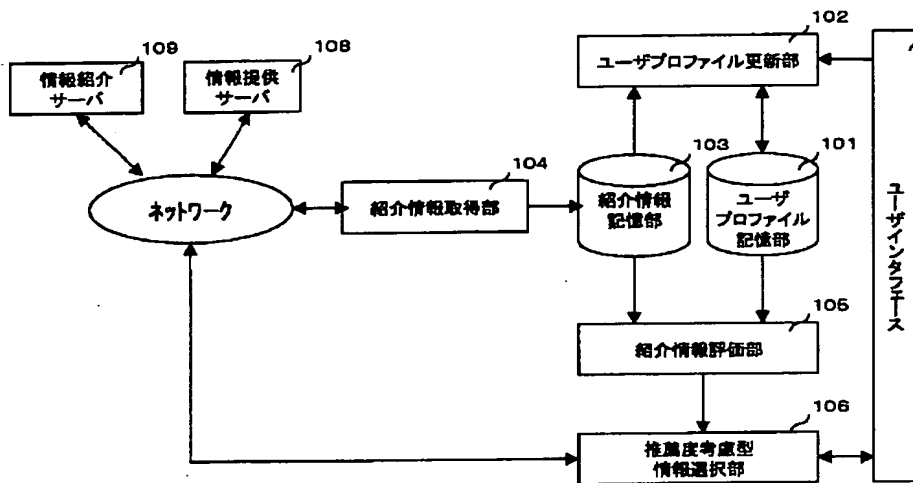 102
109
108
情報紹介
サーバ
情報提供
サーバ
ユーザプロファイル更新部
104
103
101
ネットワーク
紹介情報取得部
紹介情報
記憶部
ユーザ
プロファイル
記憶部
ユーザインタフェース
105
紹介情報評価部
106
推薦度考慮型
情報選択部